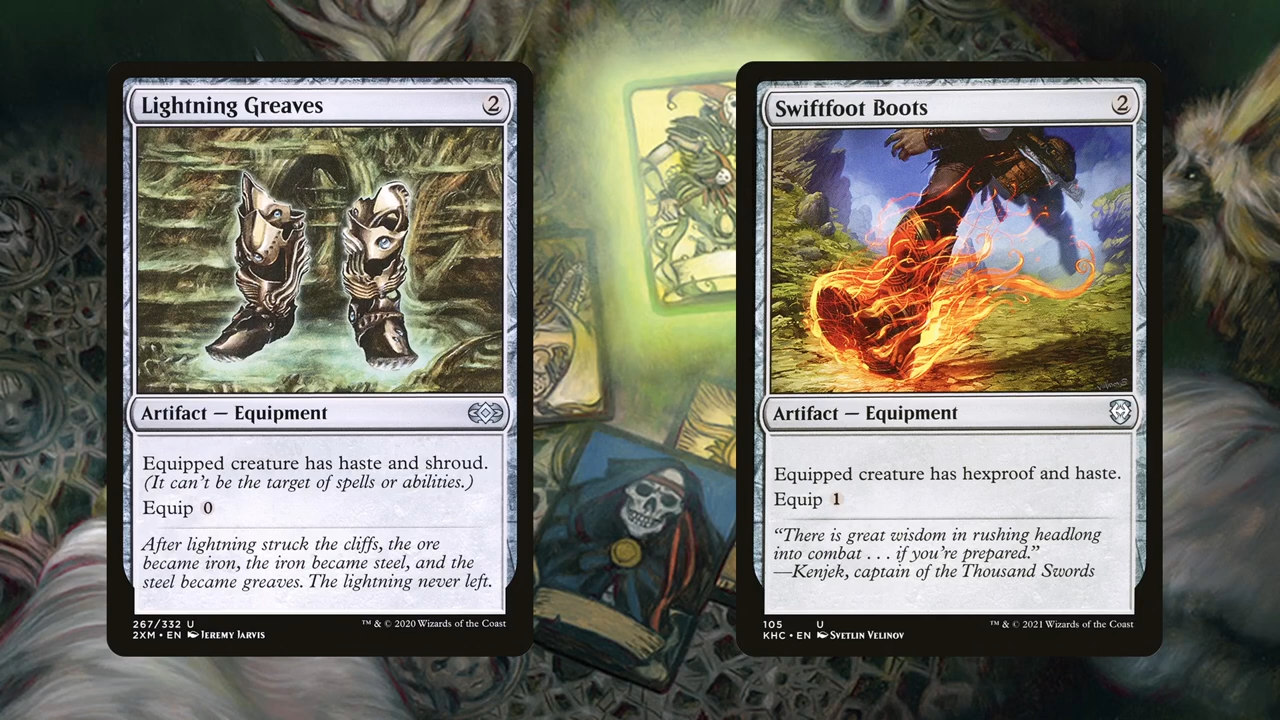 Lightning Greaves 2
Artifact — Equipment
Equipped creature has haste and shroud.
(It can't be the target of spells or abilities.)
Equip 0
After lightning struck the cliffs, the ore
became iron, the iron became steel, and the
steel became greaves. The lightning never left.
267/332 U
2XM • EN Jeremy Jarvis
™ & © 2020 Wizards of the Coast
Swiftfoot Boots 2
Artifact — Equipment
Equipped creature has hexproof and haste.
Equip 1
“There is great wisdom in rushing headlong
into combat . . . if you're prepared.”
—Kenjek, captain of the Thousand Swords
105 U
KHC • EN Svetlin Velinov
™ & © 2021 Wizards of the Coast